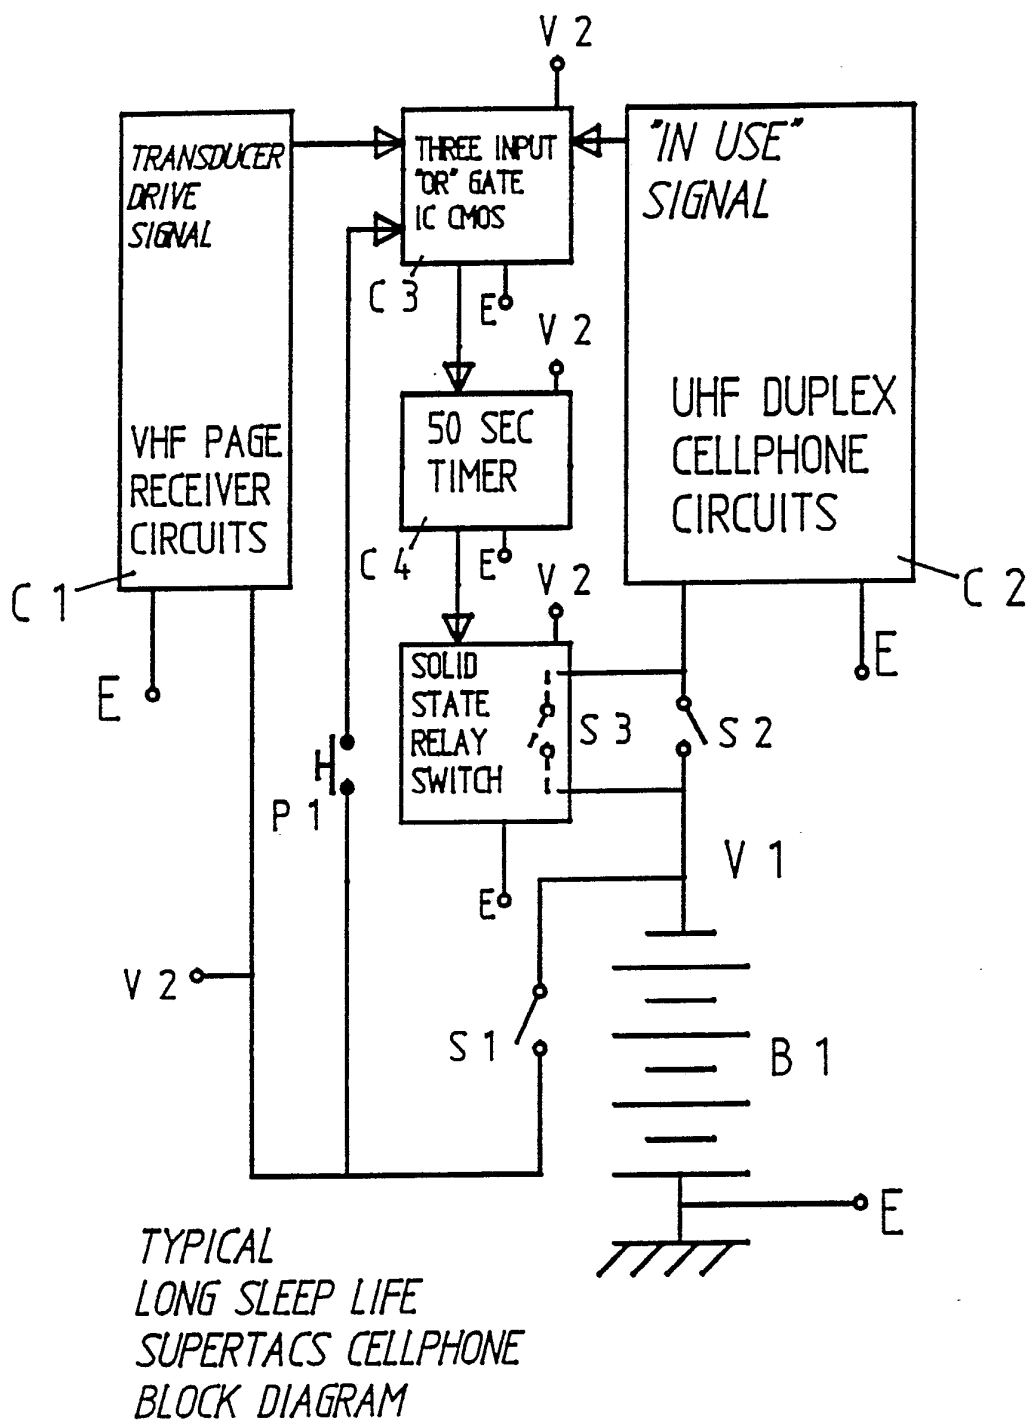 V 2
TRANSDUCER
DRIVE
SIGNAL
THREE INPUT
"OR" GATE
IC CMOS
"IN USE"
SIGNAL
C 3
E
V 2
VHF PAGE
RECEIVER
CIRCUITS
50 SEC
TIMER
UHF DUPLEX
CELLPHONE
CIRCUITS
C 1
C 4
E
V 2
C 2
E
E
SOLID
STATE
RELAY
SWITCH
S 3
S 2
P 1
E
V 1
V 2
S 1
B 1
E
TYPICAL
LONG SLEEP LIFE
SUPERTACS CELLPHONE
BLOCK DIAGRAM